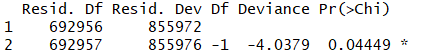 Resid. Df Resid. Dev Df Deviance Pr(>Chi)
1 692956 855972
2 692957 855976 -1 -4.0379 0.04449 *